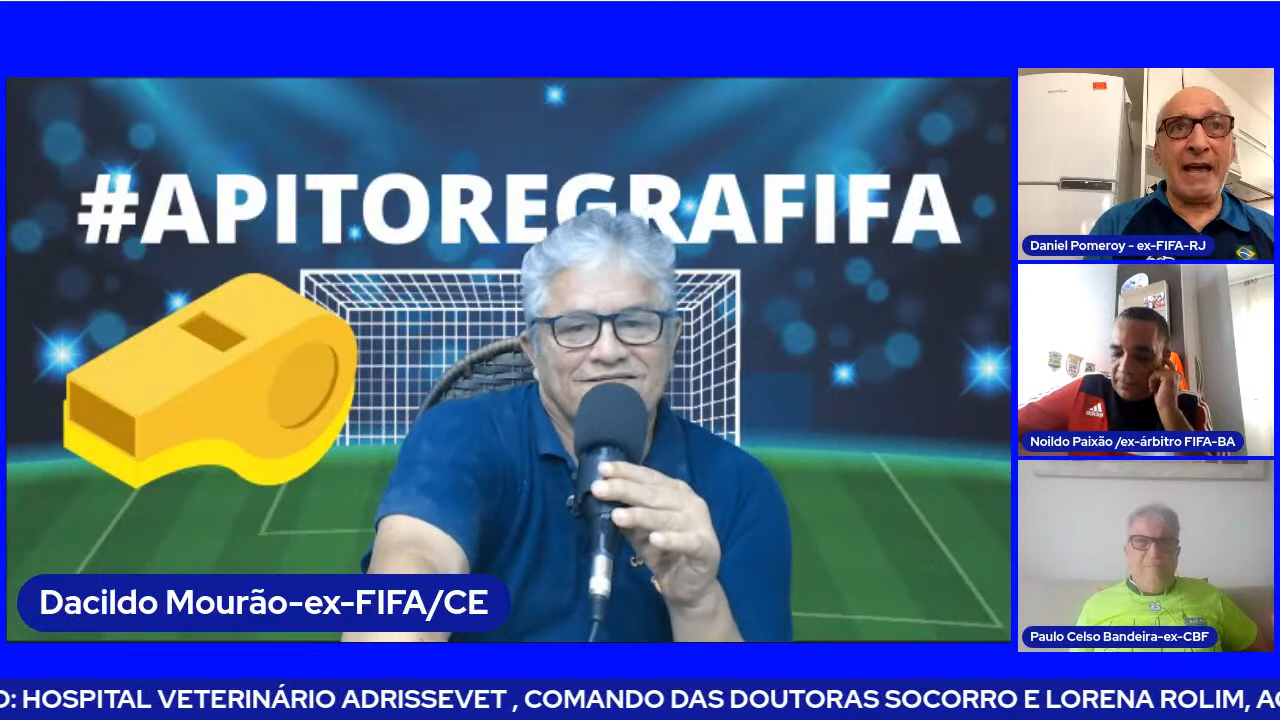 #APITOREGRAFIFA
Daniel Pomeroy - ex-FIFA-RJ
Noildo Paixão /ex-árbitro FIFA-BA
Dacildo Mourão-ex-FIFA/CE
Paulo Celso Bandeira-ex-CBF
O: HOSPITAL VETERINÁRIO ADRISSEVET , COMANDO DAS DOUTORAS SOCORRO E LORENA ROLIM, A